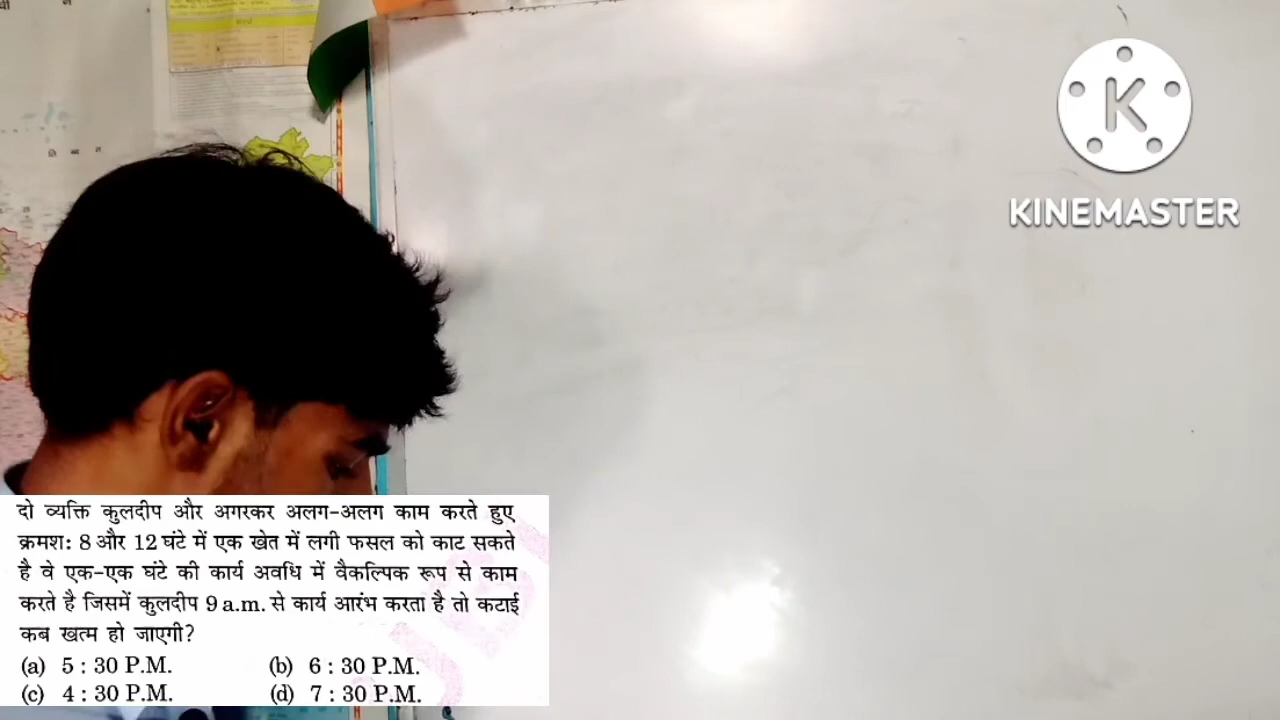 KINEMASTER
दो व्यक्ति कुलदीप और अगरकर अलग-अलग काम करते हुए
क्रमश: 8 और 12 घंटे में एक खेत में लगी फसल को काट सकते
है वे एक-एक घंटे की कार्य अवधि में वैकल्पिक रूप से काम
करते है जिसमें कुलदीप 9 a.m. से कार्य आरंभ करता है तो कटाई
कब खत्म हो जाएगी?
(a) 5 : 30 P.M. (b) 6 : 30 P.M.
(c) 4 : 30 P.M. (d) 7 : 30 P.M.